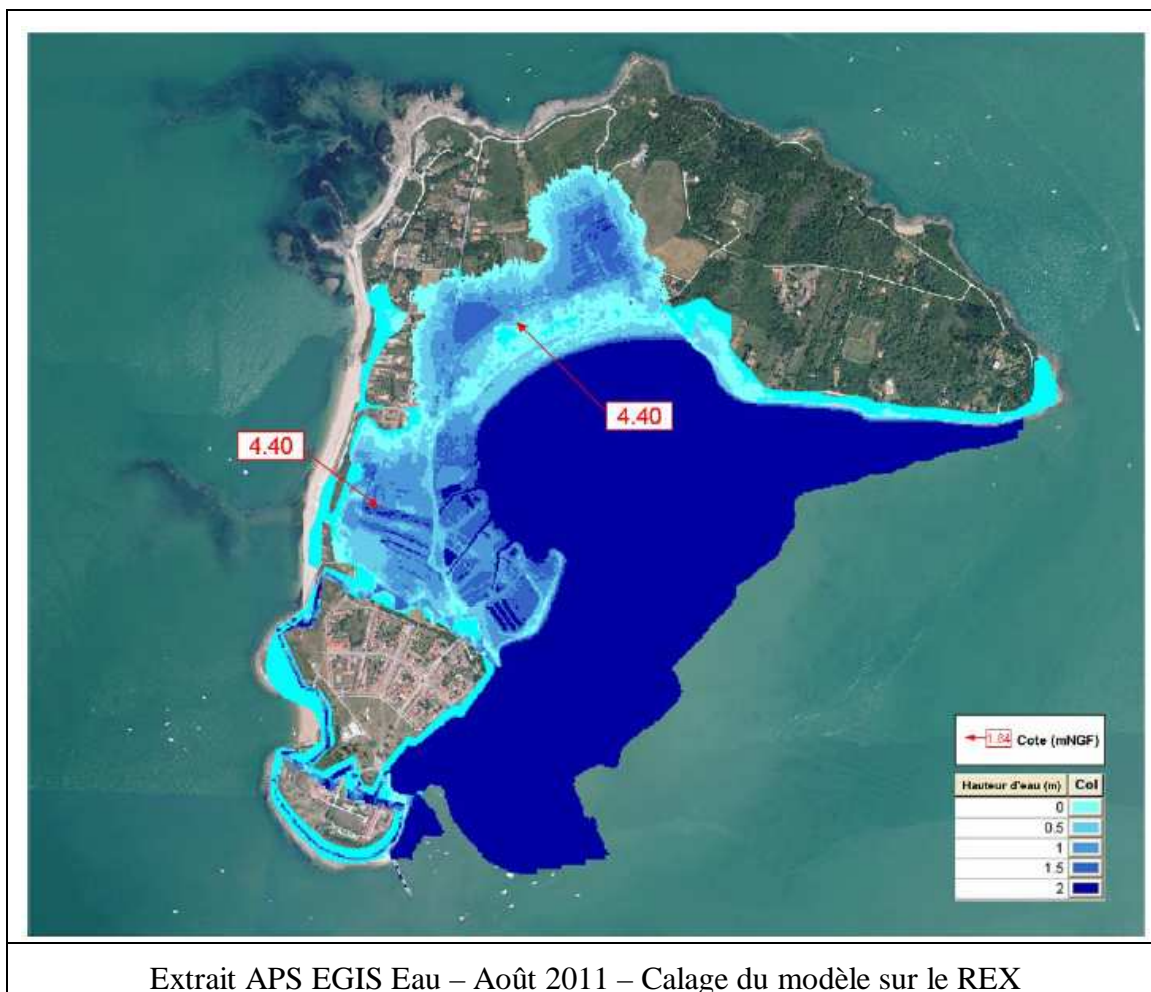 4.40
4.40
1.84 Cote (mNGF)
Hauteur d'eau (m) Col
0
0.5
1
1.5
2
Extrait APS EGIS Eau – Août 2011 – Calage du modèle sur le REX